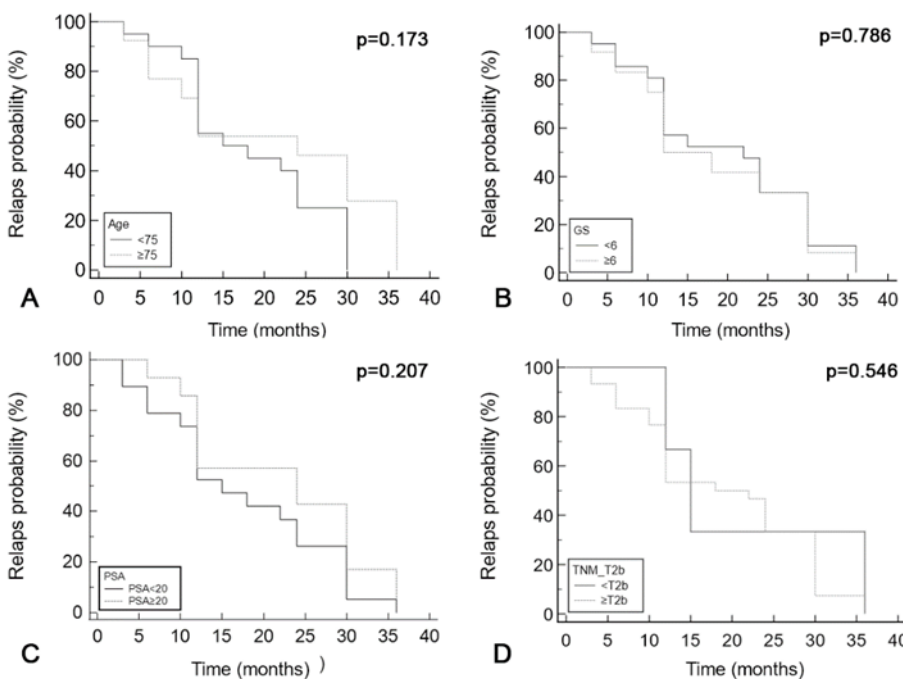 100
80
60
40
20
0
Relaps probability (%)
p=0.173
Age
<75
≥75
A
0 5 10 15 20 25 30 35 40
Time (months)
100
80
60
40
20
0
Relaps probability (%)
p=0.786
GS
<6
≥6
B
0 5 10 15 20 25 30 35 40
Time (months)
100
80
60
40
20
0
Relaps probability (%)
p=0.207
PSA
PSA<20
PSA≥20
C
0 5 10 15 20 25 30 35 40
Time (months) )
100
80
60
40
20
0
Relaps probability (%)
p=0.546
TNM_T2b
<T2b
≥T2b
D
0 5 10 15 20 25 30 35 40
Time (months)